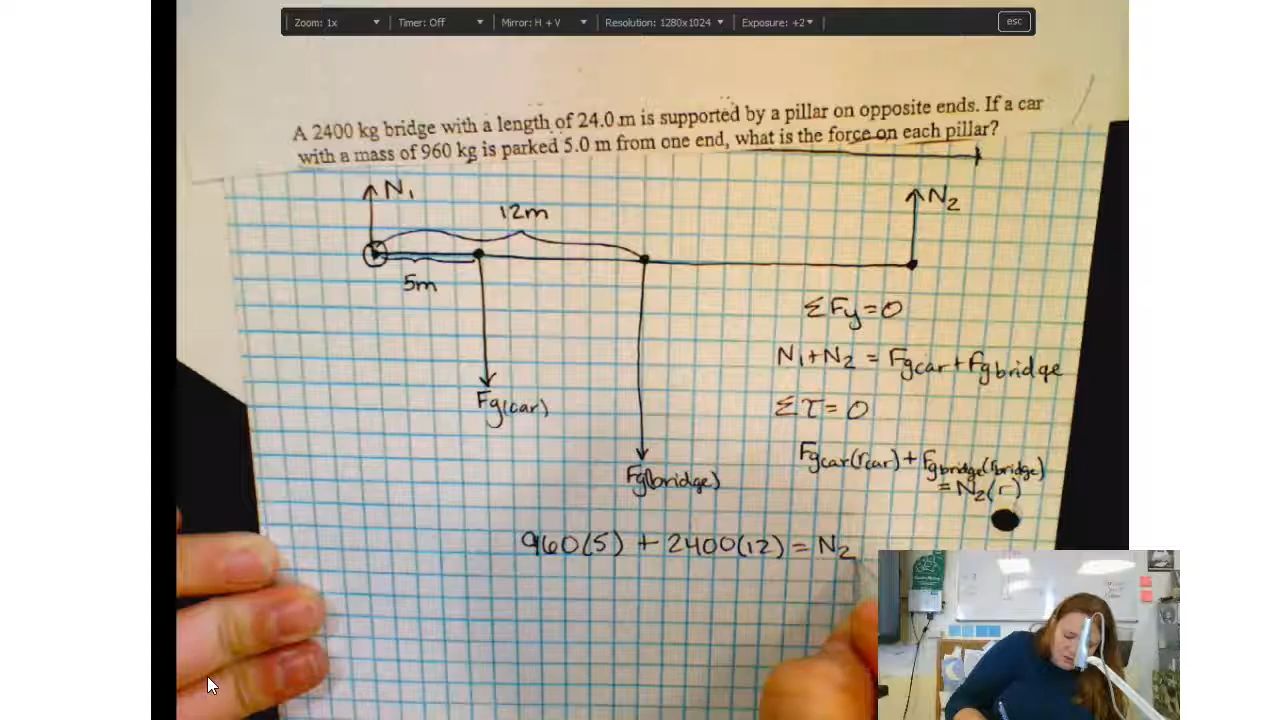 Zoom: 1x Timer: Off Mirror: H + V Resolution: 1280x1024 Exposure: +2 esc
A 2400 kg bridge with a length of 24.0 m is supported by a pillar on opposite ends. If a car
with a mass of 960 kg is parked 5.0 m from one end, what is the force on each pillar?
N₁
N₂
12m
5m
ΣFy=0
N₁+N₂ = Fgcar+Fgbridge
Fg(car)
Στ=0
Fgcar(rcar)+Fgbridge(rbridge)
=N₂(r)
Fg(bridge)
960(5) + 2400(12) = N₂